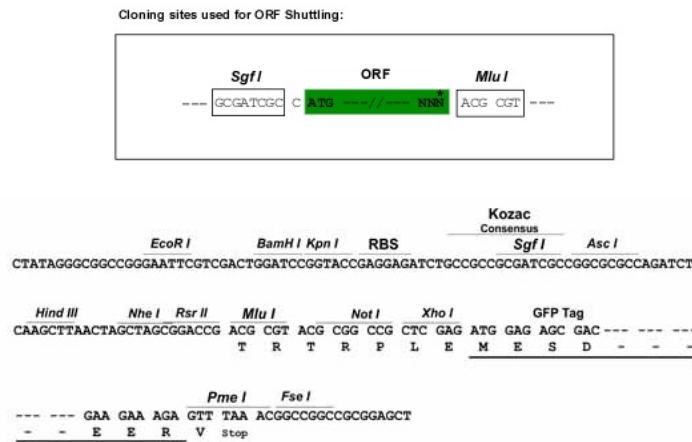 Cloning sites used for ORF Shuttling:
Sgf I ORF Mlu I
--- GCGATCGC C ATG ---//--- NNN* ACG CGT ---
Kozac
Consensus
EcoR I BamH I Kpn I RBS Sgf I Asc I
CTATAGGGCGGCCGGGAATTCGTCGACTGGATCCGGTACCGAGGAGATCTGCCGCCGCGATCGCCGGCGCGCCAGATCT
Hind III Nhe I Rsr II Mlu I Not I Xho I GFP Tag
CAAGCTTAACTAGCTAGCGGACCG ACG CGT ACG CGG CCG CTC GAG ATG GAG AGC GAC--- --- ---
T R T R P L E M E S D - - -
Pme I Fse I
--- --- GAA GAA AGA GTT TAA ACGGCCGGCCGCGGAGCT
- - E E R V Stop